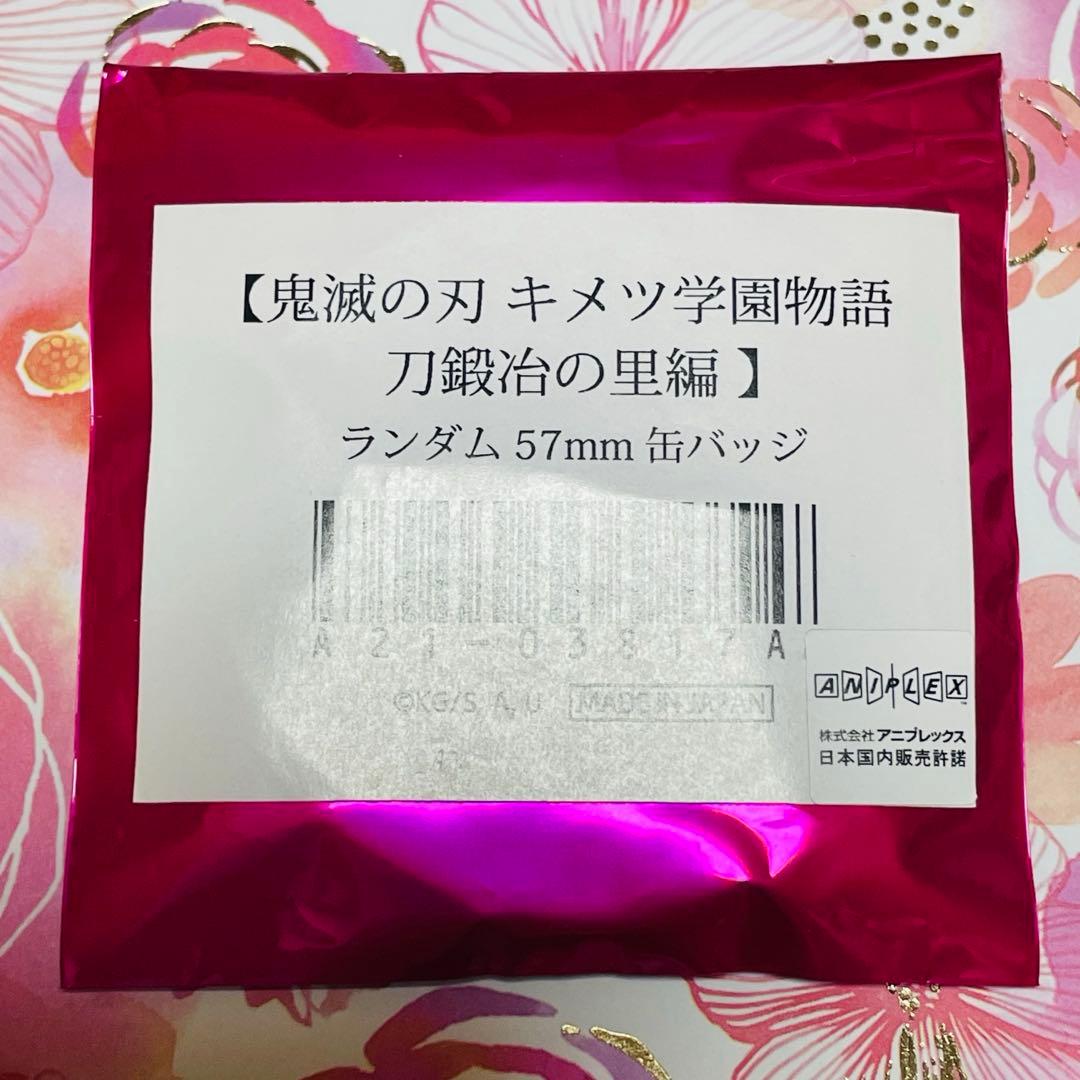 【鬼滅の刃 キメツ学園物語
刀鍛冶の里編 】
ランダム 57mm 缶バッジ
A21-03817A
©KG/S, A, U MADE IN JAPAN
ANIPLEX
株式会社 アニプレックス
日本国内販売許諾